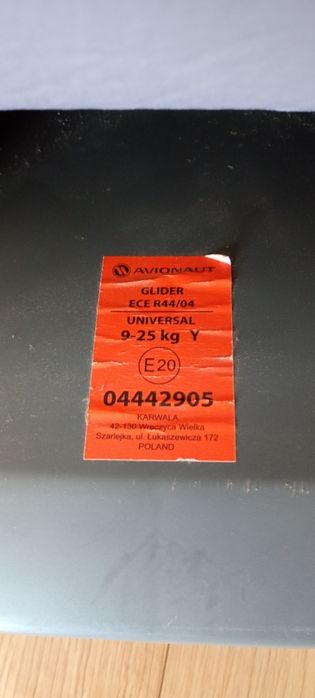 AVIONAUT
GLIDER
ECE R44/04
UNIVERSAL
9-25 kg Y
E20
04442905
KARWALA
42-130 Wręczyca Wielka
Szarlejka, ul. Łukaszewicza 172
POLAND